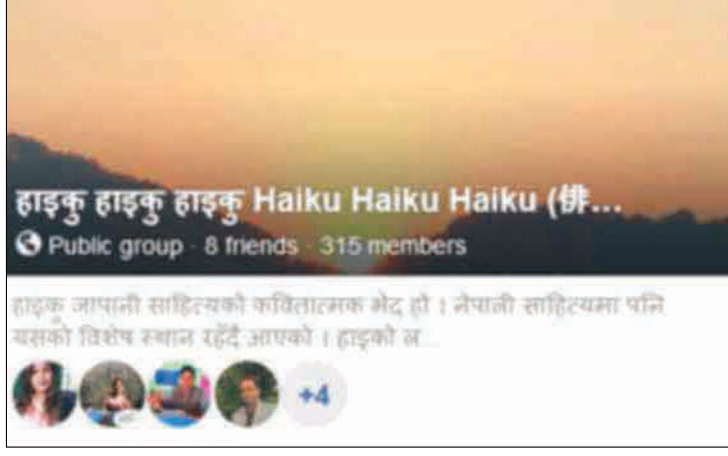 हाइकु हाइकु हाइकु Haiku Haiku Haiku (俳...
Public group · 8 friends · 315 members
हाइकु जापानी साहित्यको कवितात्मक भेद हो । नेपाली साहित्यमा पनि
यसको विशेष स्थान रहँदै आएको । हाइको ल...
+4